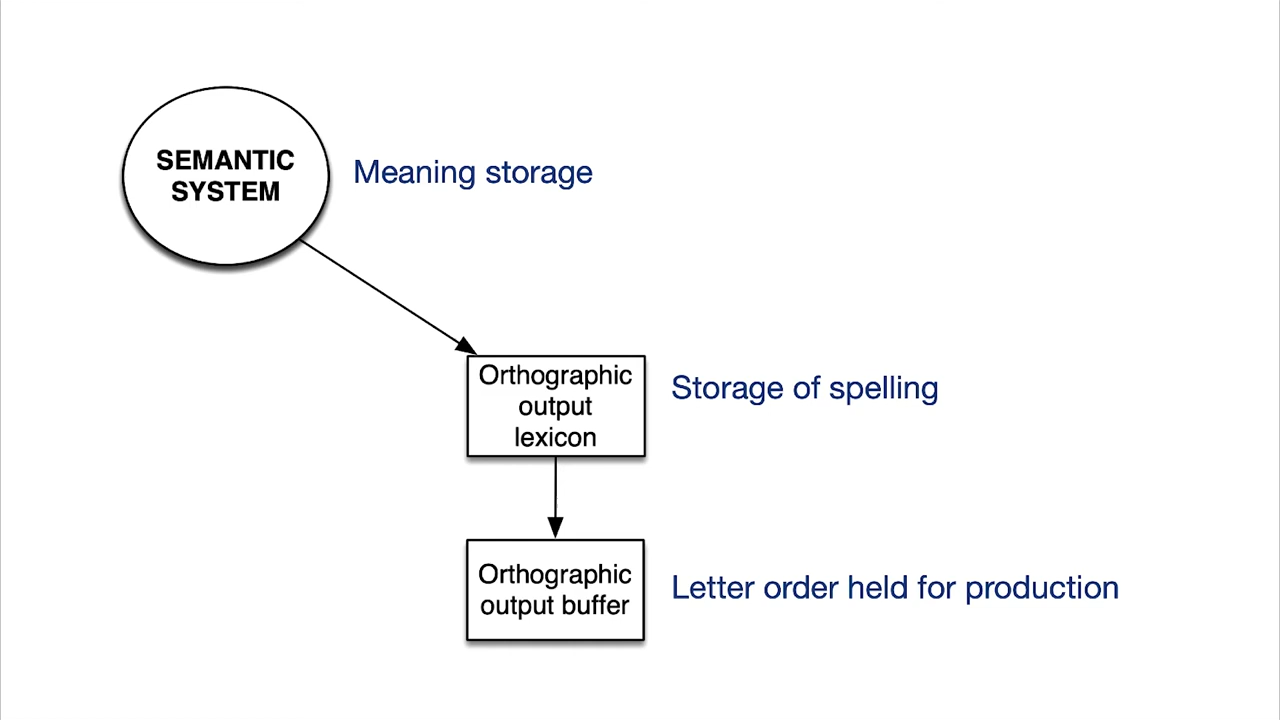 SEMANTIC
SYSTEM
Meaning storage
Orthographic
output
lexicon
Storage of spelling
Orthographic
output buffer
Letter order held for production